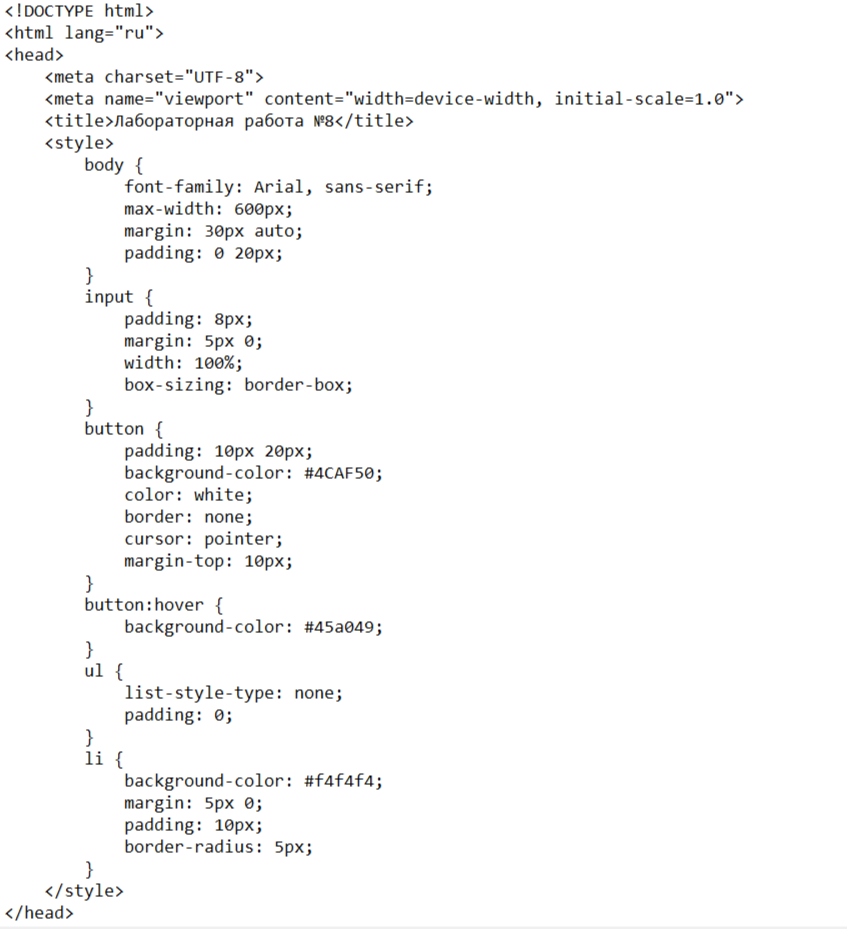 <!DOCTYPE html>
<html lang="ru">
<head>
    <meta charset="UTF-8">
    <meta name="viewport" content="width=device-width, initial-scale=1.0">
    <title>Лабораторная работа №8</title>
    <style>
        body {
            font-family: Arial, sans-serif;
            max-width: 600px;
            margin: 30px auto;
            padding: 0 20px;
        }
        input {
            padding: 8px;
            margin: 5px 0;
            width: 100%;
            box-sizing: border-box;
        }
        button {
            padding: 10px 20px;
            background-color: #4CAF50;
            color: white;
            border: none;
            cursor: pointer;
            margin-top: 10px;
        }
        button:hover {
            background-color: #45a049;
        }
        ul {
            list-style-type: none;
            padding: 0;
        }
        li {
            background-color: #f4f4f4;
            margin: 5px 0;
            padding: 10px;
            border-radius: 5px;
        }
    </style>
</head>